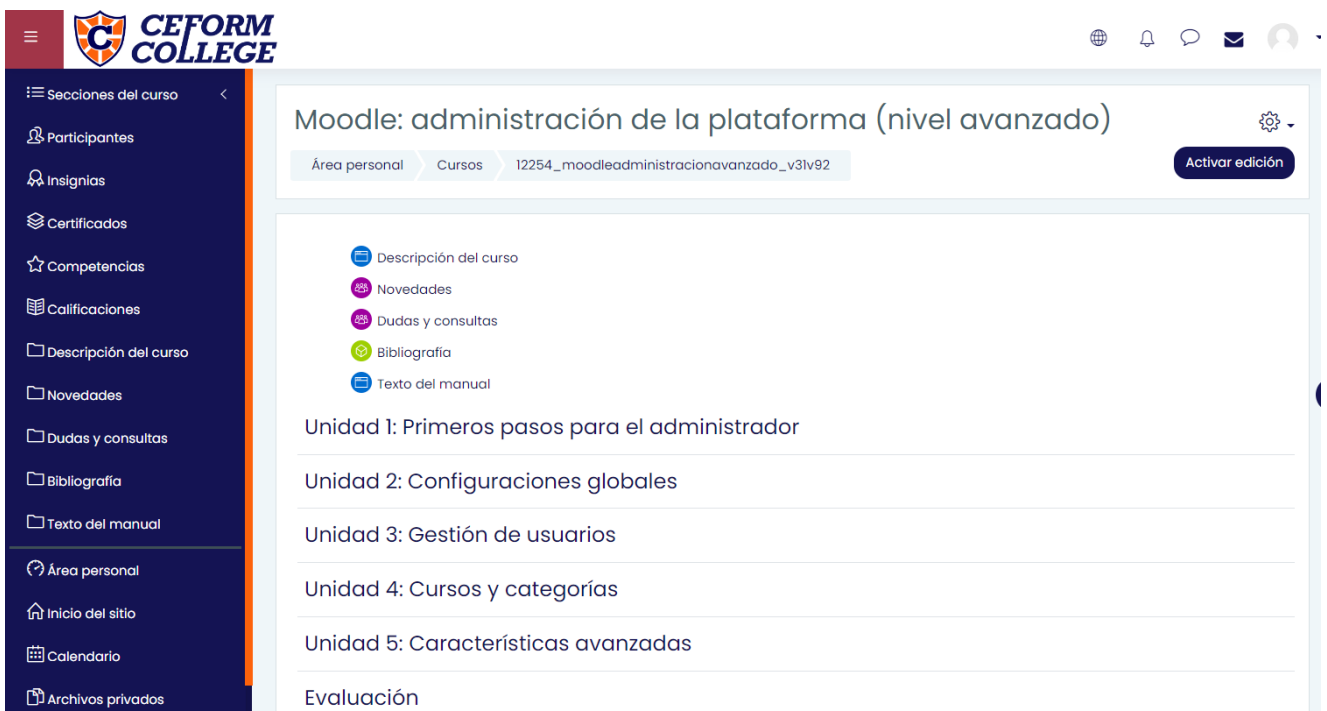 CEFORM
COLLEGE
Secciones del curso
Participantes
Insignias
Certificados
Competencias
Calificaciones
Descripción del curso
Novedades
Dudas y consultas
Bibliografía
Texto del manual
Área personal
Inicio del sitio
Calendario
Archivos privados
Moodle: administración de la plataforma (nivel avanzado)
Área personal Cursos 12254_moodleadministracionavanzado_v31v92
Activar edición
Descripción del curso
Novedades
Dudas y consultas
Bibliografía
Texto del manual
Unidad 1: Primeros pasos para el administrador
Unidad 2: Configuraciones globales
Unidad 3: Gestión de usuarios
Unidad 4: Cursos y categorías
Unidad 5: Características avanzadas
Evaluación